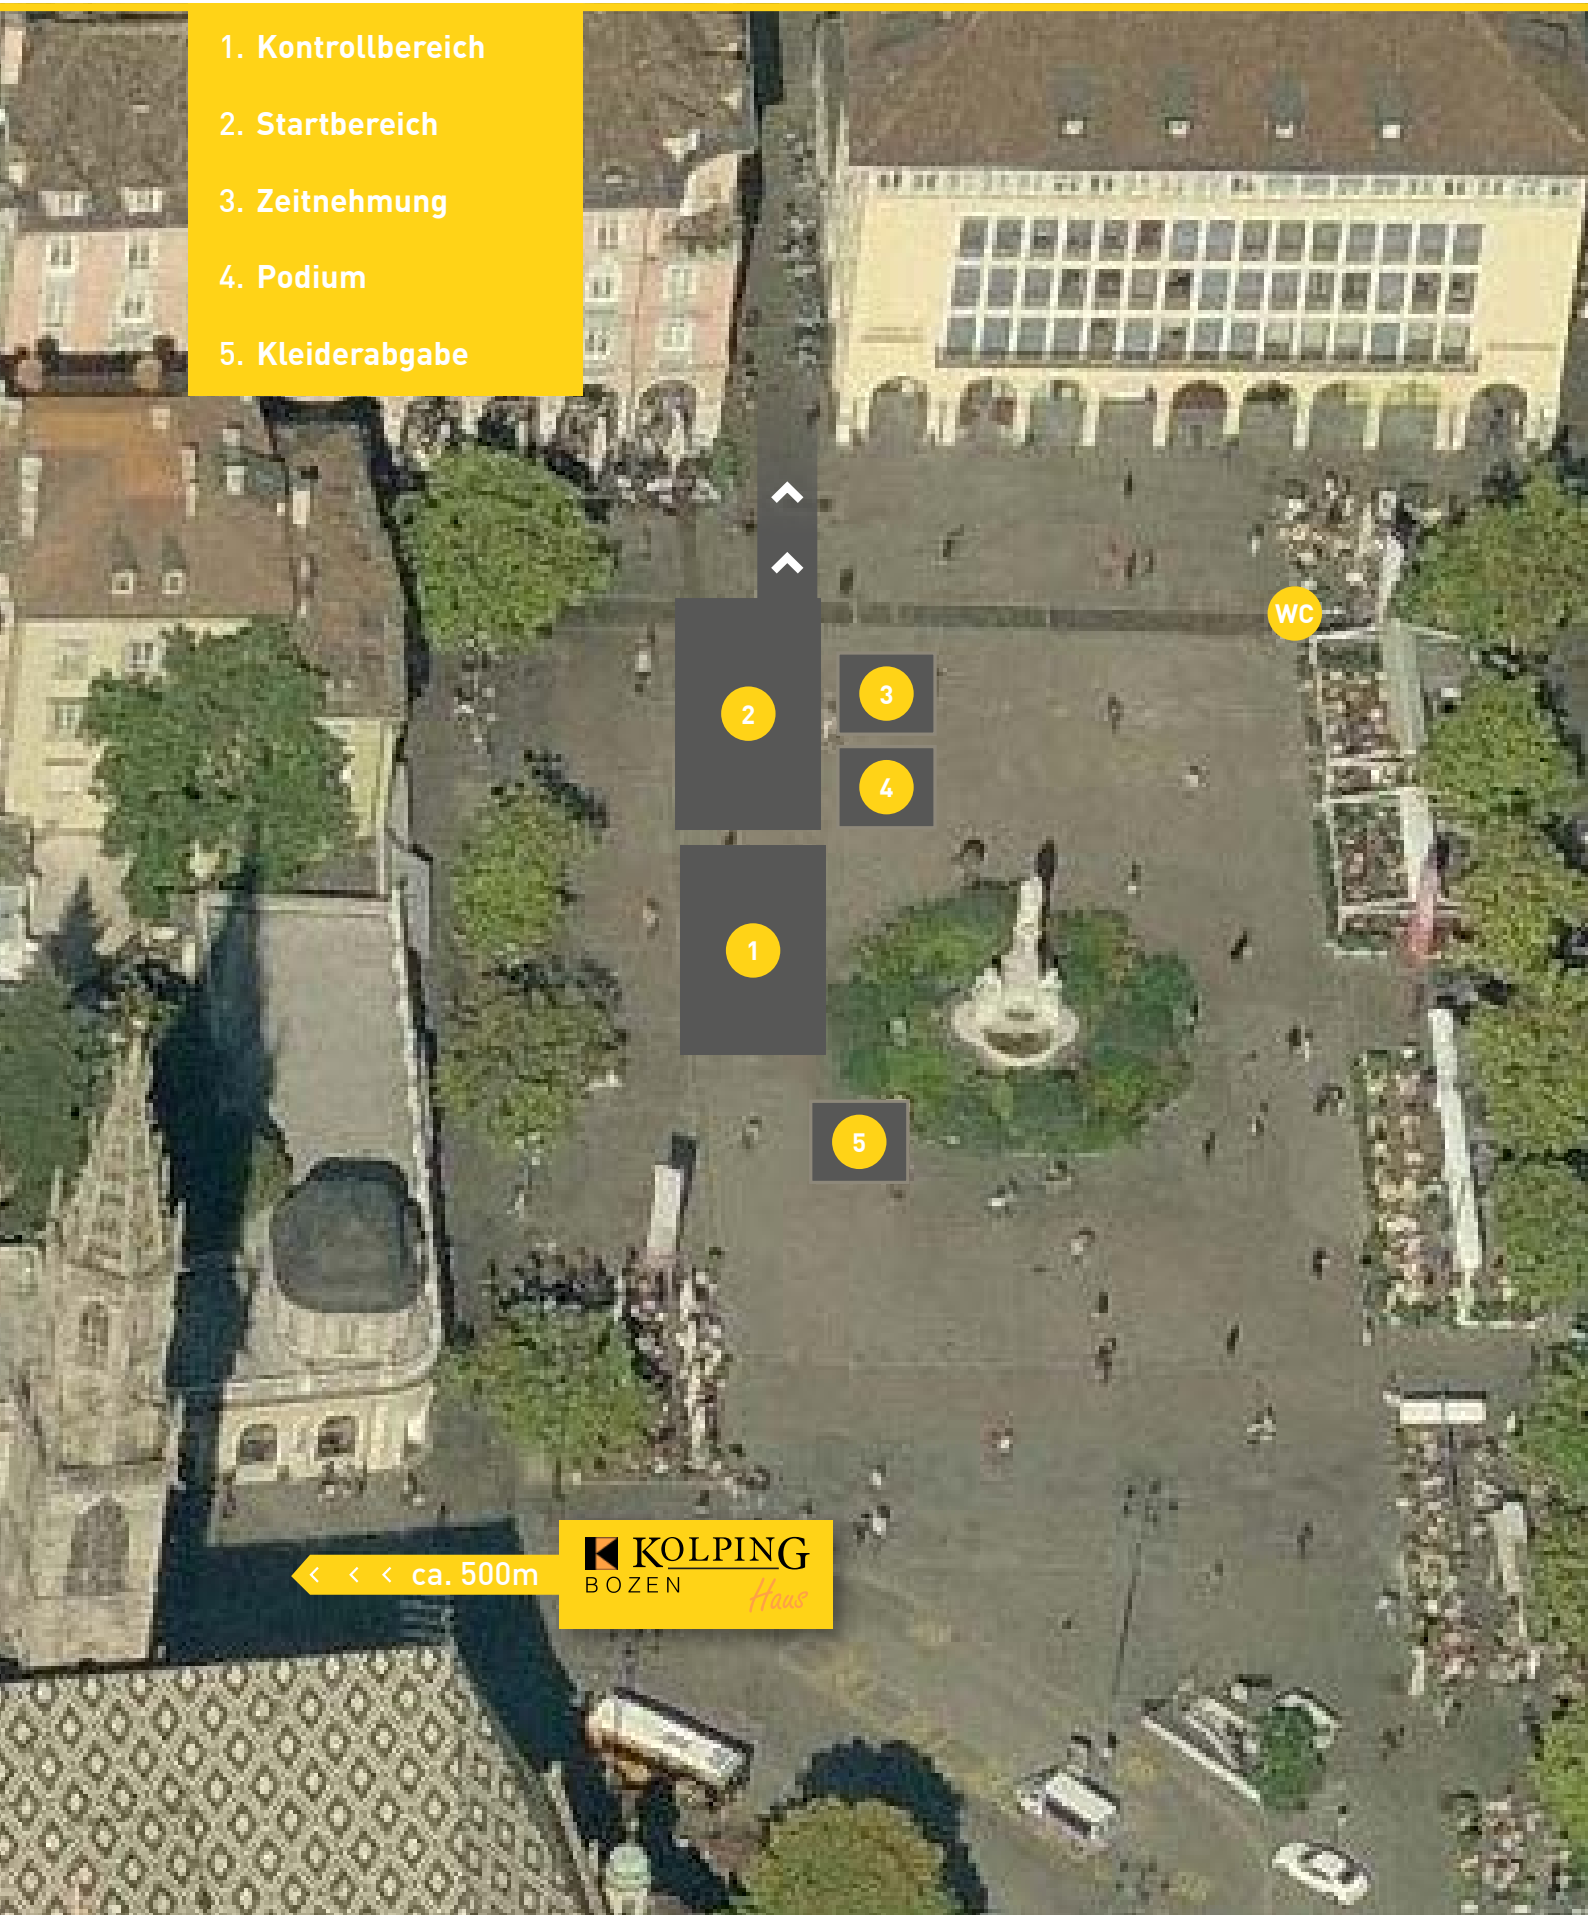 1. Kontrollbereich
2. Startbereich
3. Zeitnehmung
4. Podium
5. Kleiderabgabe
WC
2
3
4
1
5
ca. 500m
KOLPING
BOZEN
Haus